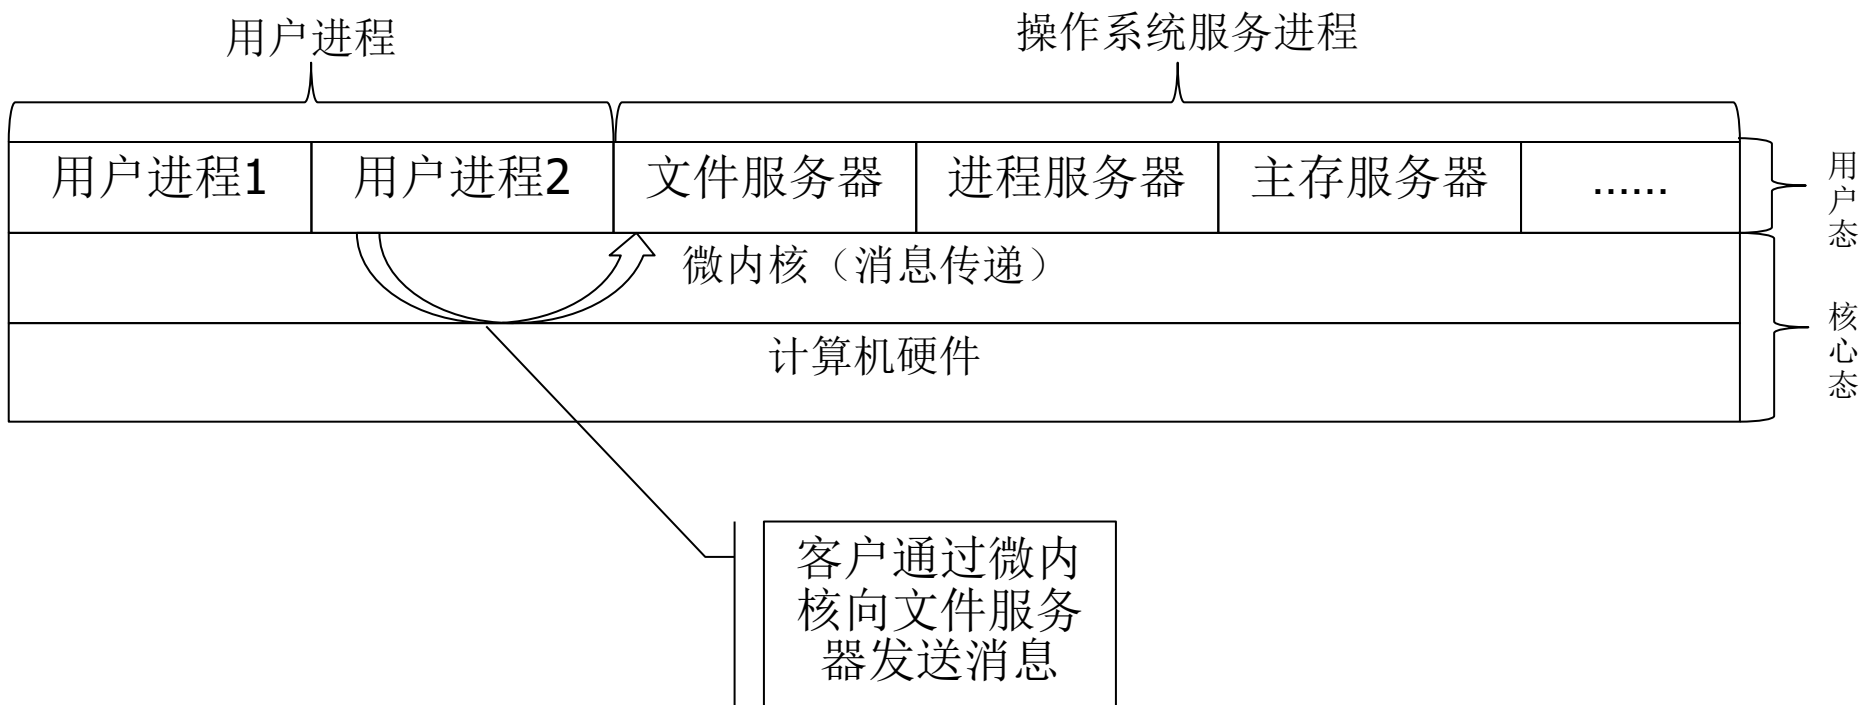 用户进程
操作系统服务进程
用户进程1
用户进程2
文件服务器
进程服务器
主存服务器
......
用户态
微内核（消息传递）
计算机硬件
核心态
客户通过微内
核向文件服务
器发送消息